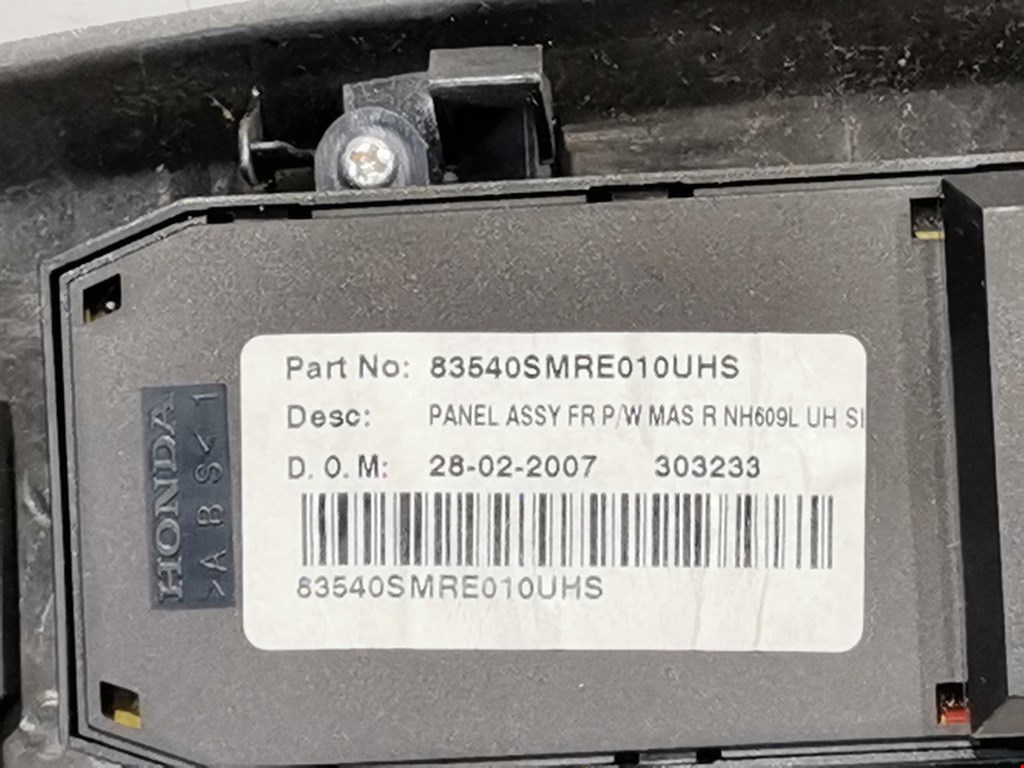 Part No: 83540SMRE010UHS
Desc: PANEL ASSY FR P/W MAS R NH609L UH SI
D. O. M: 28-02-2007 303233
83540SMRE010UHS
HONDA
>ABS< 1